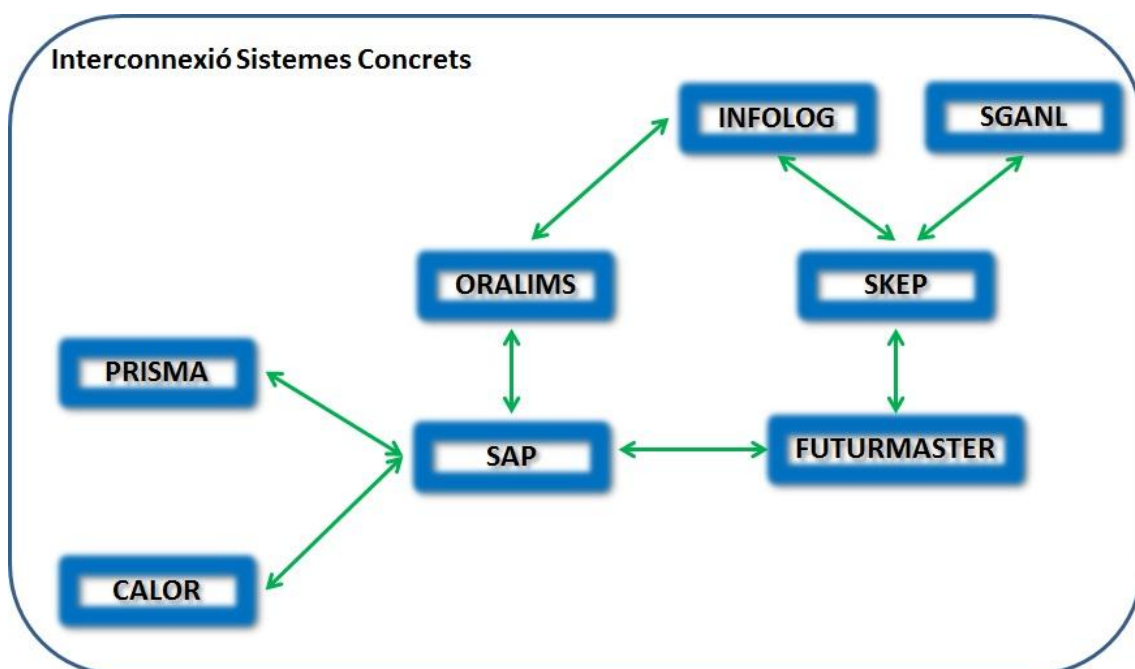 Interconnexió Sistemes Concrets
INFOLOG
SGANL
ORALIMS
SKEP
PRISMA
SAP
FUTURMASTER
CALOR